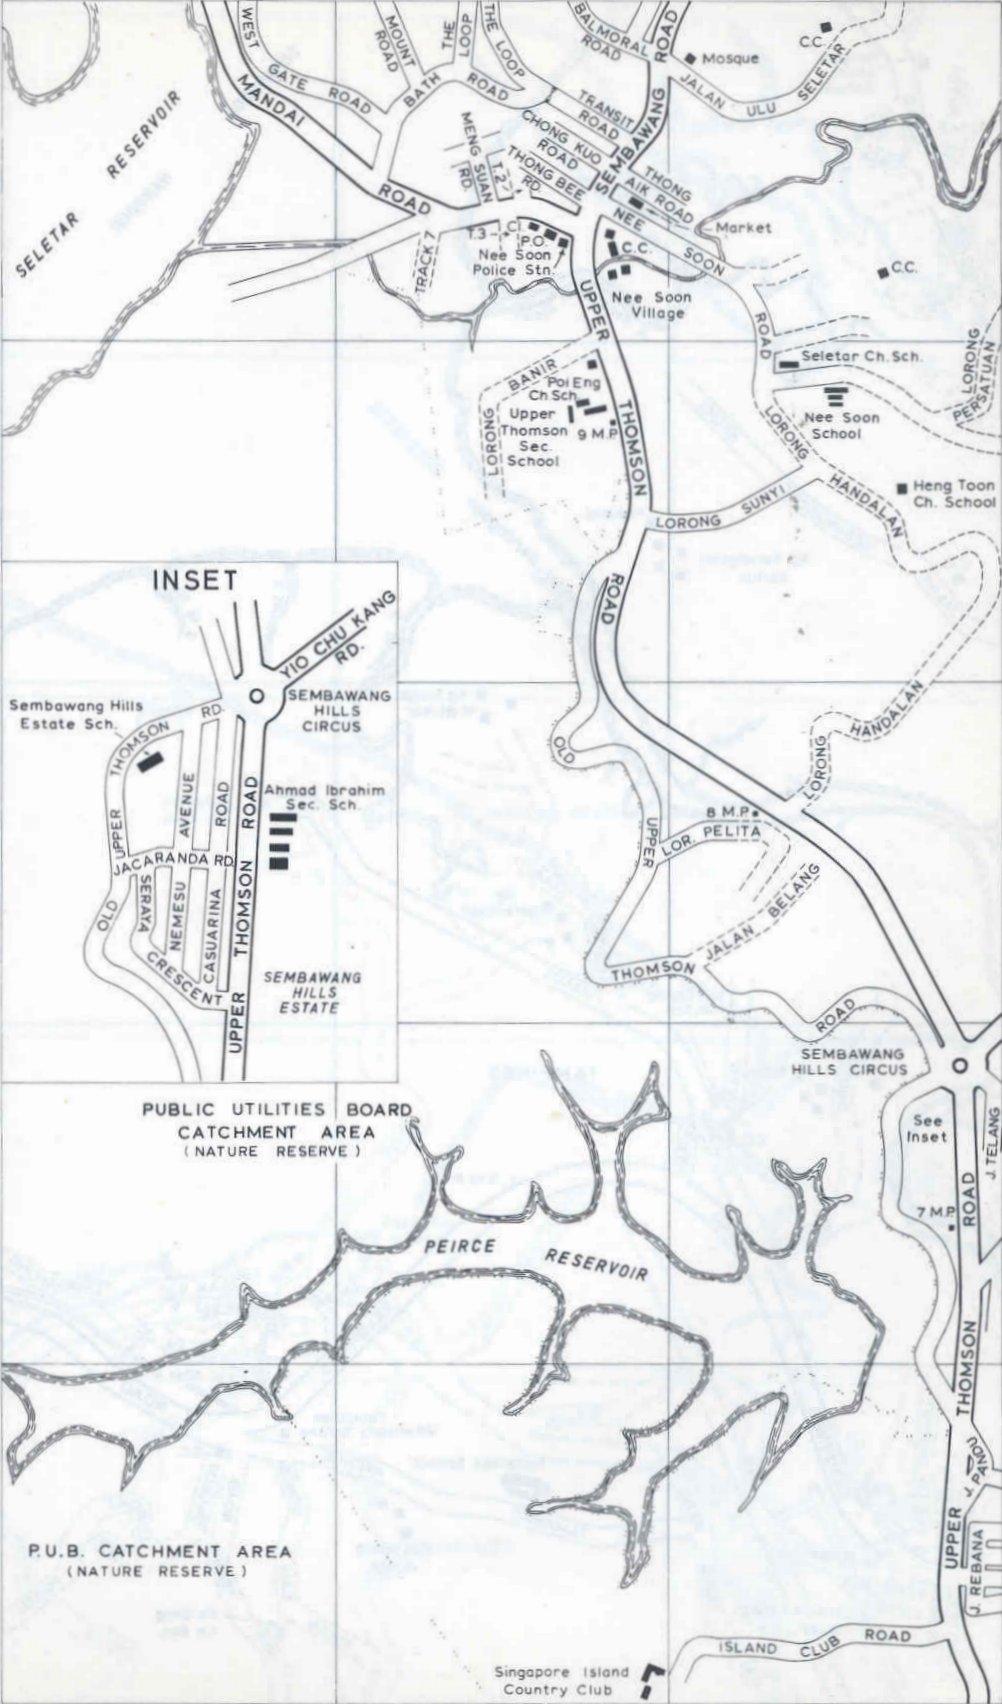 WEST
GATE ROAD
MOUNT
ROAD
THE
LOOP
THE LOOP
BATH ROAD
BALMORAL
ROAD
SEMBAWANG ROAD
Mosque
C.C.
JALAN ULU SELETAR
MANDAI ROAD
TRANSIT
ROAD
CHONG KUO
ROAD
THONG BEE
RD.
MENG SUAN
RD.
T.2
THONG
AIK ROAD
NEE SOON ROAD
Market
SELETAR RESERVOIR
TRACK 7
T.3
C.
P.O.
Nee Soon
Police Stn.
C.C.
Nee Soon
Village
C.C.
Seletar Ch. Sch.
Nee Soon
School
LORONG
PERSATUAN
UPPER THOMSON ROAD
LORONG BANIR
Poi Eng
Ch Sch.
Upper
Thomson
Sec.
School
9 M.P.
LORONG HANDALAN
Heng Toon
Ch. School
LORONG SUNYI
LORONG HANDALAN
INSET
YIO CHU KANG
RD.
Sembawang Hills
Estate Sch.
SEMBAWANG
HILLS
CIRCUS
OLD UPPER THOMSON RD.
Ahmad Ibrahim
Sec. Sch.
NEMESU AVENUE
CASUARINA ROAD
JACARANDA RD.
SERAYA
CRESCENT
UPPER THOMSON ROAD
SEMBAWANG
HILLS
ESTATE
OLD UPPER THOMSON ROAD
8 M.P.
LOR. PELITA
JALAN BELANG
SEMBAWANG
HILLS CIRCUS
See
Inset
J. TELANG
7 M.P.
PUBLIC UTILITIES BOARD
CATCHMENT AREA
(NATURE RESERVE)
PEIRCE RESERVOIR
UPPER THOMSON ROAD
J. PANDU
J. REBANA
P.U.B. CATCHMENT AREA
(NATURE RESERVE)
ISLAND CLUB ROAD
Singapore Island
Country Club